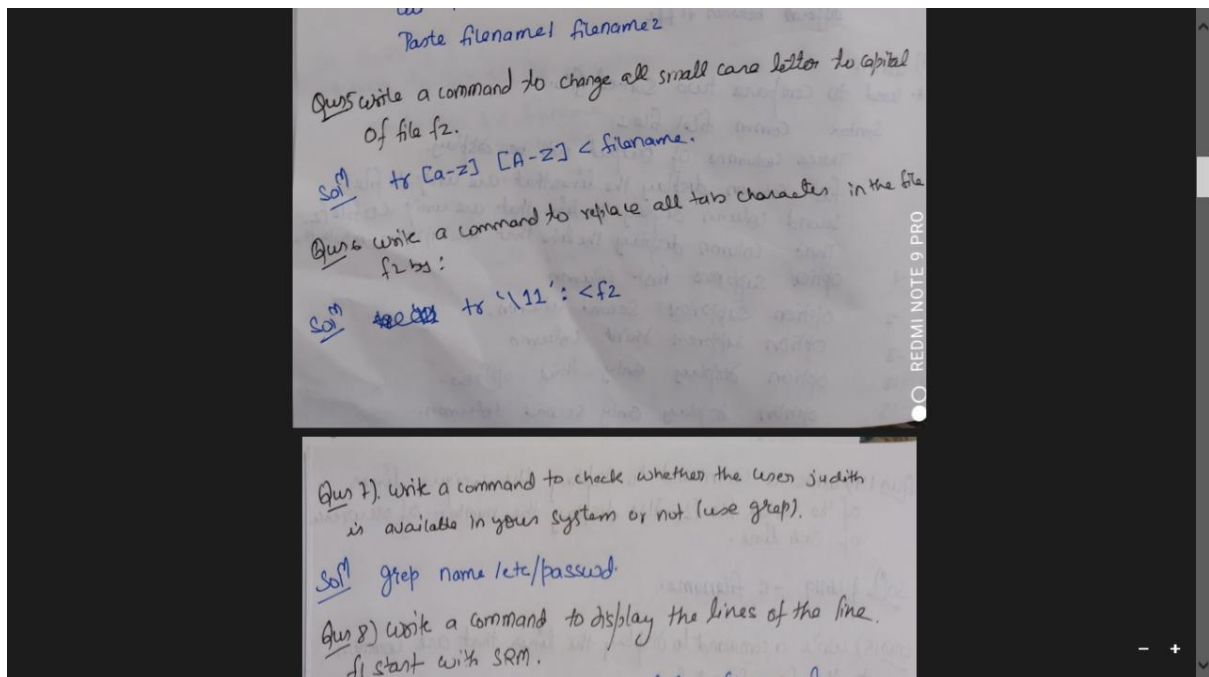 Paste filename1 filename2
Qus5 write a command to change all small case letter to capital
of file f2.
Solⁿ tr [a-z] [A-Z] < filename.
Qus6 write a command to replace all tab character in the file
f2 by :
Solⁿ tr '\11' : <f2
REDMI NOTE 9 PRO
Qus 7). Write a command to check whether the user judith
is available in your system or not (use grep).
Solⁿ grep name /etc/passwd.
Qus 8) write a command to display the lines of the line.
f1 start with SRM.